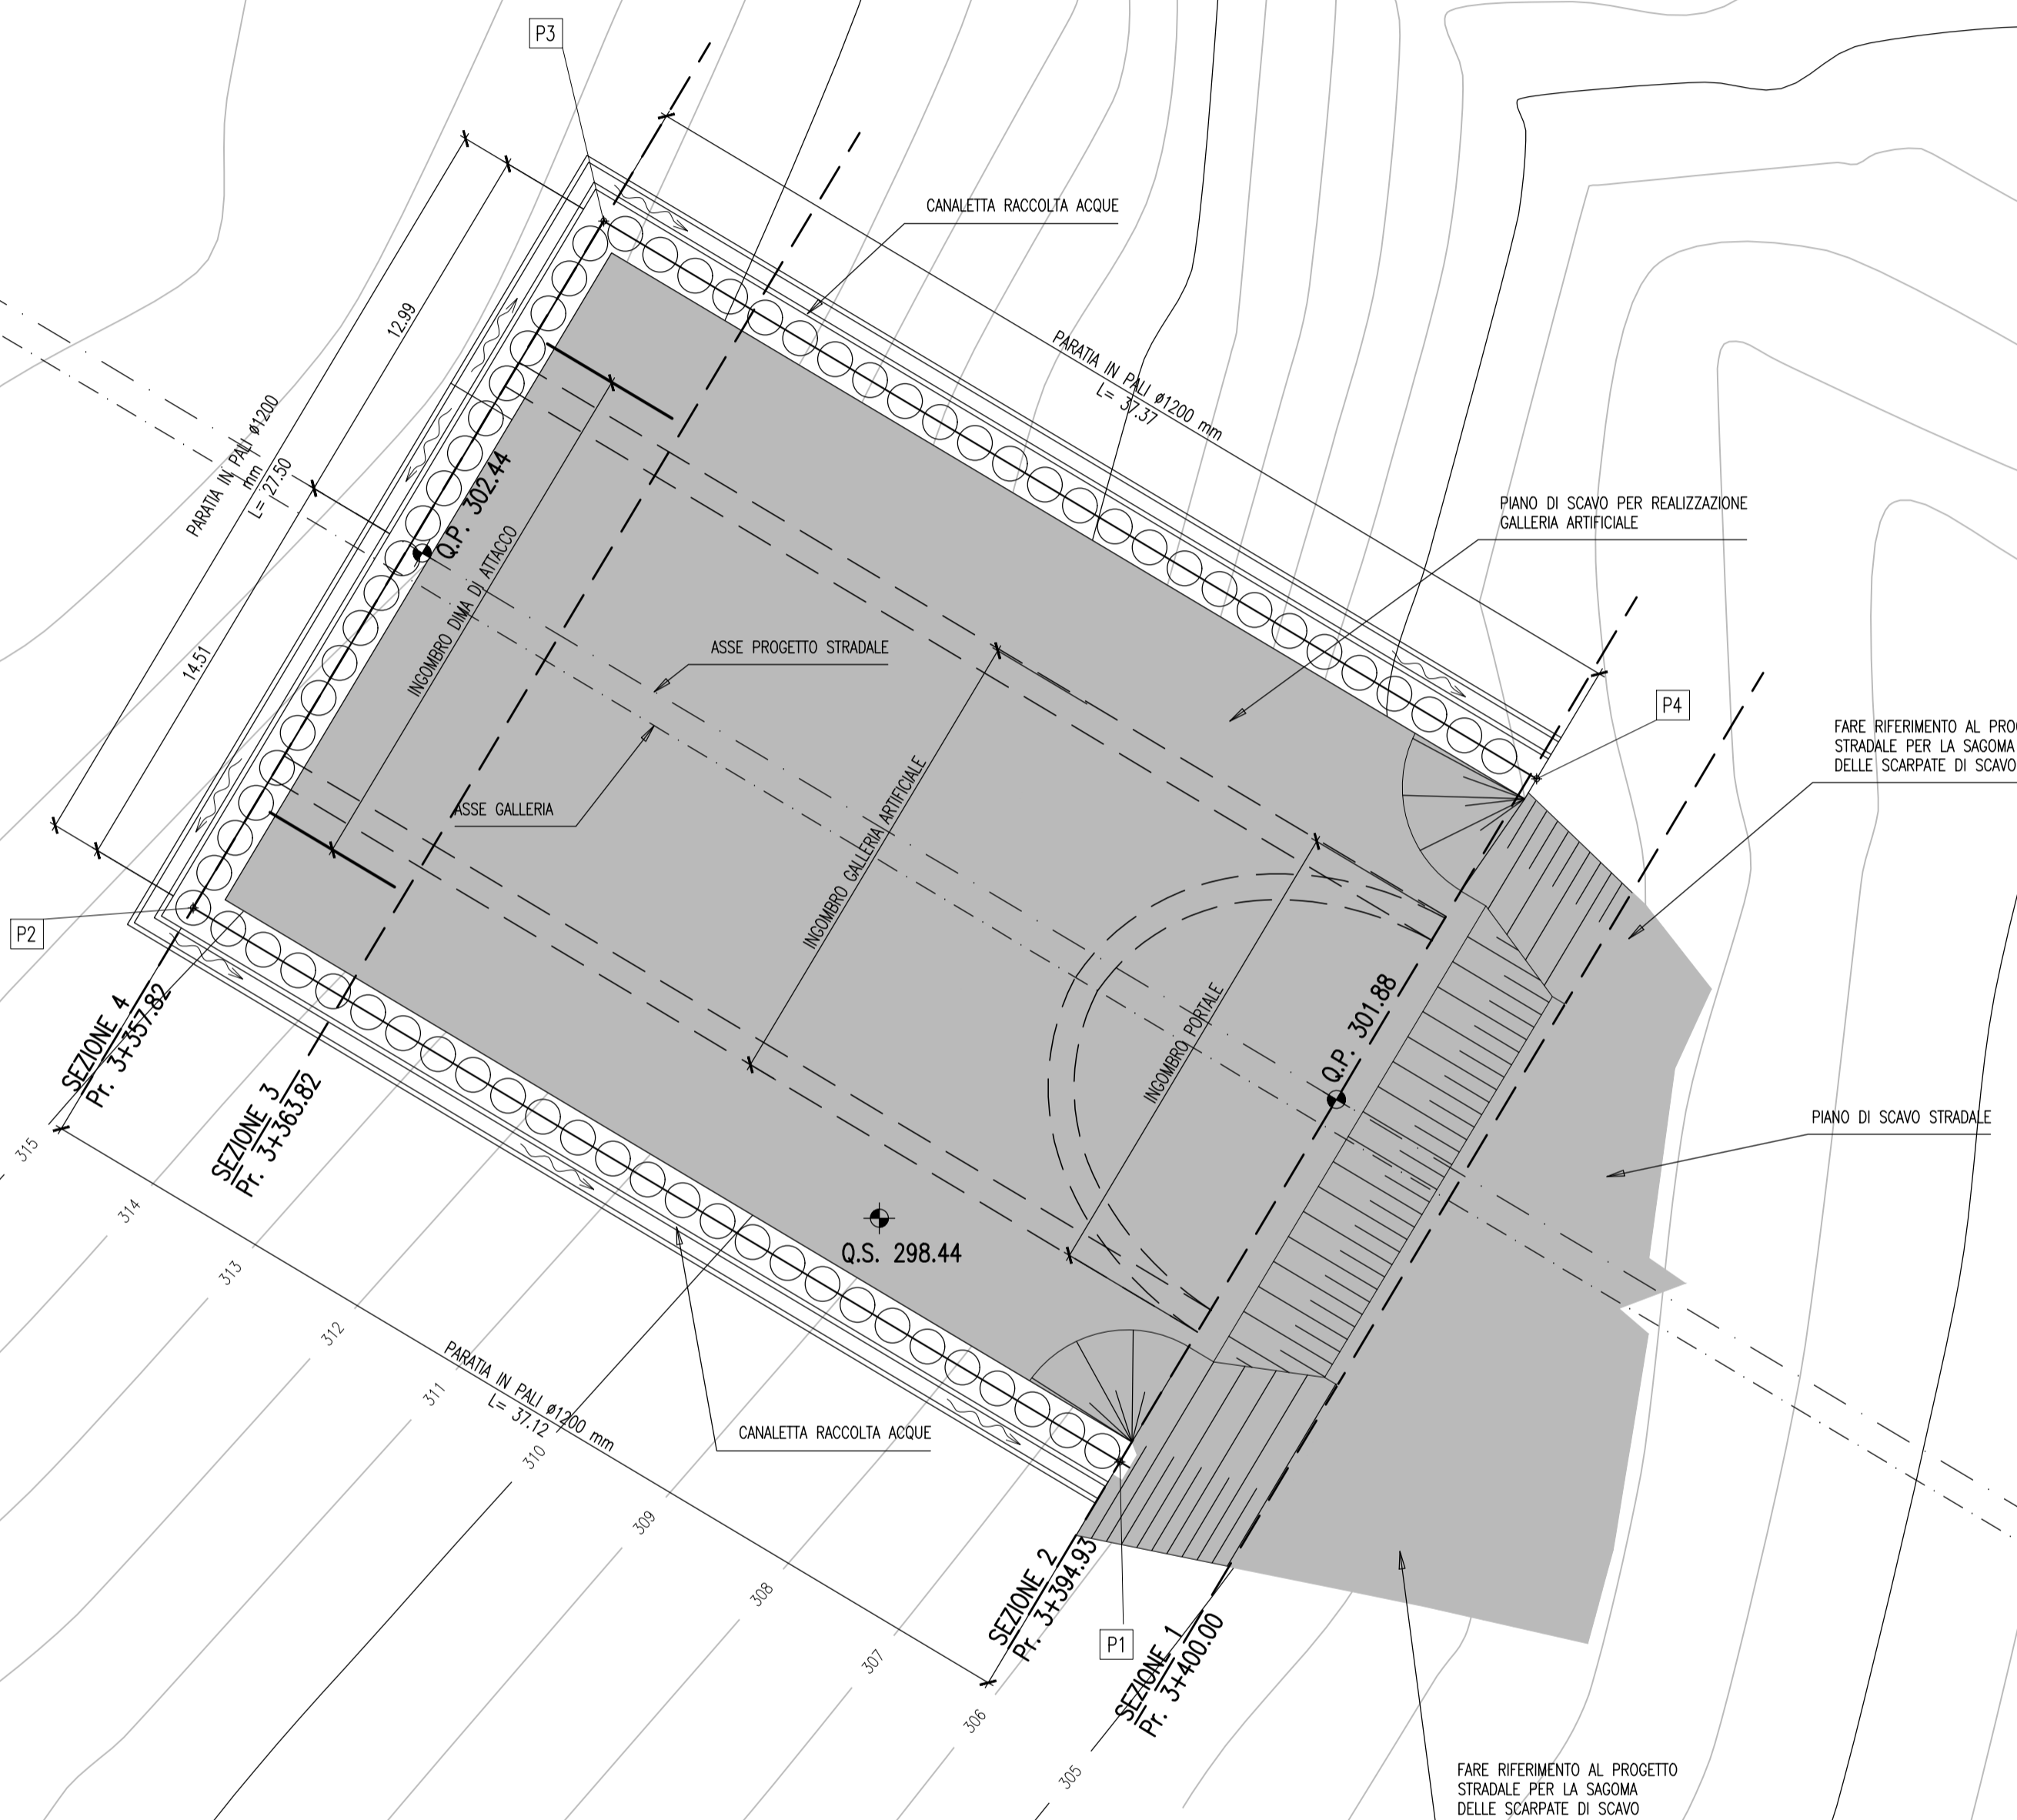 P3
CANALETTA RACCOLTA ACQUE
12.99
PARATIA IN PALI ø1200 mm
L= 37.37
PARATIA IN PALI ø1200
mm
L= 27.50
Q.P. 302.44
PIANO DI SCAVO PER REALIZZAZIONE
GALLERIA ARTIFICIALE
INGOMBRO DIMA DI ATTACCO
14.51
ASSE PROGETTO STRADALE
P4
FARE RIFERIMENTO AL PRO
STRADALE PER LA SAGOMA
DELLE SCARPATE DI SCAVO
ASSE GALLERIA
INGOMBRO GALLERIA ARTIFICIALE
P2
Q.P. 301.88
INGOMBRO PORTALE
SEZIONE 4
Pr. 3+357.82
SEZIONE 3
Pr. 3+363.82
PIANO DI SCAVO STRADALE
315
314
313
312
311
310
309
308
307
306
305
Q.S. 298.44
PARATIA IN PALI ø1200 mm
L= 37.12
CANALETTA RACCOLTA ACQUE
SEZIONE 2
Pr. 3+394.93
P1
SEZIONE 1
Pr. 3+400.00
FARE RIFERIMENTO AL PROGETTO
STRADALE PER LA SAGOMA
DELLE SCARPATE DI SCAVO